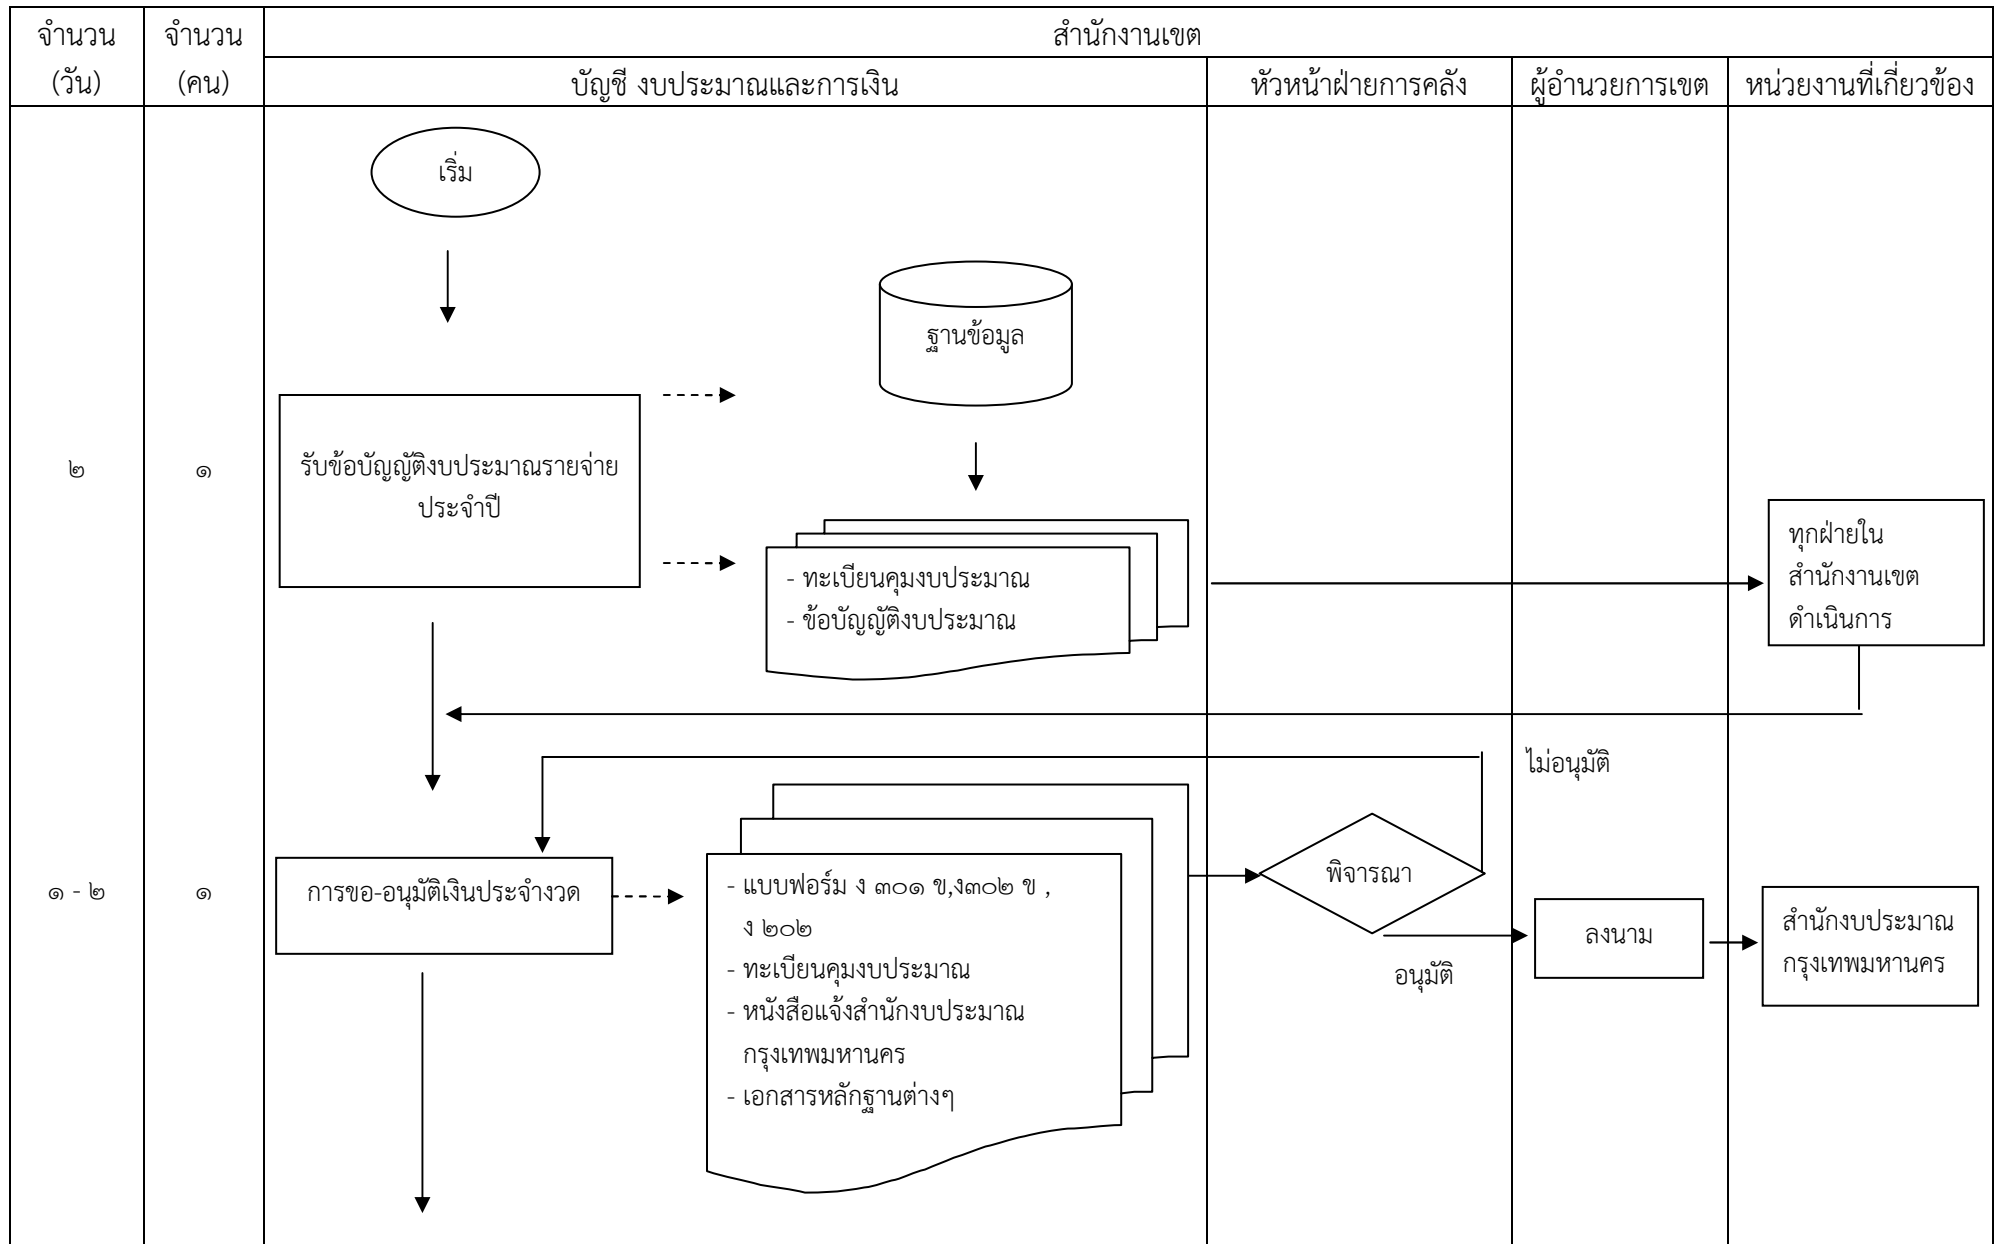 จำนวน
(วัน)
จำนวน
(คน)
สำนักงานเขต
บัญชี งบประมาณและการเงิน
หัวหน้าฝ่ายการคลัง
ผู้อำนวยการเขต
หน่วยงานที่เกี่ยวข้อง
เริ่ม
ฐานข้อมูล
๒
๑
รับข้อบัญญัติงบประมาณรายจ่าย
ประจำปี
- ทะเบียนคุมงบประมาณ
- ข้อบัญญัติงบประมาณ
ทุกฝ่ายใน
สำนักงานเขต
ดำเนินการ
ไม่อนุมัติ
๑ - ๒
๑
การขอ-อนุมัติเงินประจำงวด
- แบบฟอร์ม ง ๓๐๑ ข,ง๓๐๒ ข ,
ง ๒๐๒
- ทะเบียนคุมงบประมาณ
- หนังสือแจ้งสำนักงบประมาณ
กรุงเทพมหานคร
- เอกสารหลักฐานต่างๆ
พิจารณา
อนุมัติ
ลงนาม
สำนักงบประมาณ
กรุงเทพมหานคร